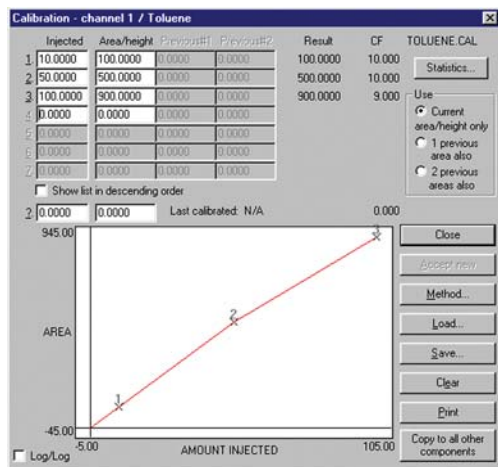 Calibration - channel 1 / Toluene
Injected Area/height Previous#1 Previous#2 Result CF TOLUENE.CAL
1 10.0000 100.0000 0.0000 0.0000 100.0000 10.000
2 50.0000 500.0000 0.0000 0.0000 500.0000 10.000
3 100.0000 900.0000 0.0000 0.0000 900.0000 9.000
4 0.0000 0.0000 0.0000 0.0000
5 0.0000 0.0000 0.0000 0.0000
6 0.0000 0.0000 0.0000 0.0000
7 0.0000 0.0000 0.0000 0.0000
Statistics...
Use
Current area/height only
1 previous area also
2 previous areas also
Show list in descending order
2 0.0000 0.0000 Last calibrated: N/A 0.000
945.00
AREA
-45.00
-5.00
AMOUNT INJECTED
105.00
1
2
3
Log/Log
Close
Accept new
Method...
Load...
Save...
Clear
Print
Copy to all other
components